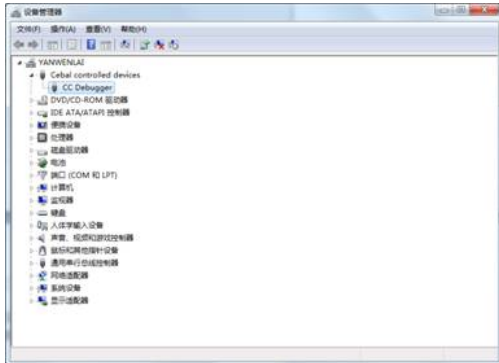 设备管理器
文件(F) 操作(A) 查看(V) 帮助(H)
YANWENLAI
Cebal controlled devices
CC Debugger
DVD/CD-ROM 驱动器
IDE ATA/ATAPI 控制器
便携设备
处理器
磁盘驱动器
电池
端口 (COM 和 LPT)
计算机
监视器
键盘
人体学输入设备
声音、视频和游戏控制器
鼠标和其他指针设备
通用串行总线控制器
网络适配器
系统设备
显示适配器